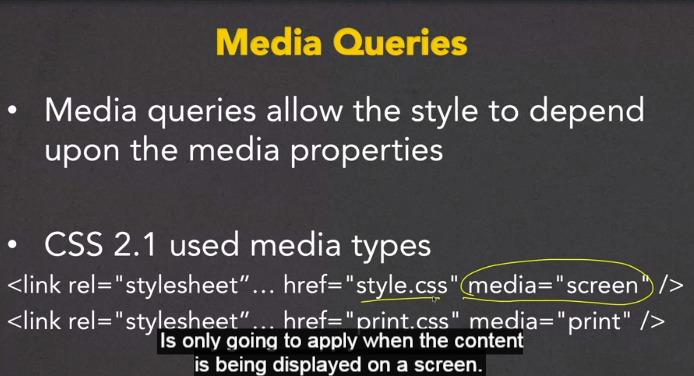 Media Queries
• Media queries allow the style to depend
upon the media properties
• CSS 2.1 used media types
<link rel="stylesheet”... href="style.css" media="screen" />
<link rel="stylesheet”... href="print.css" media="print" />
Is only going to apply when the content
is being displayed on a screen.